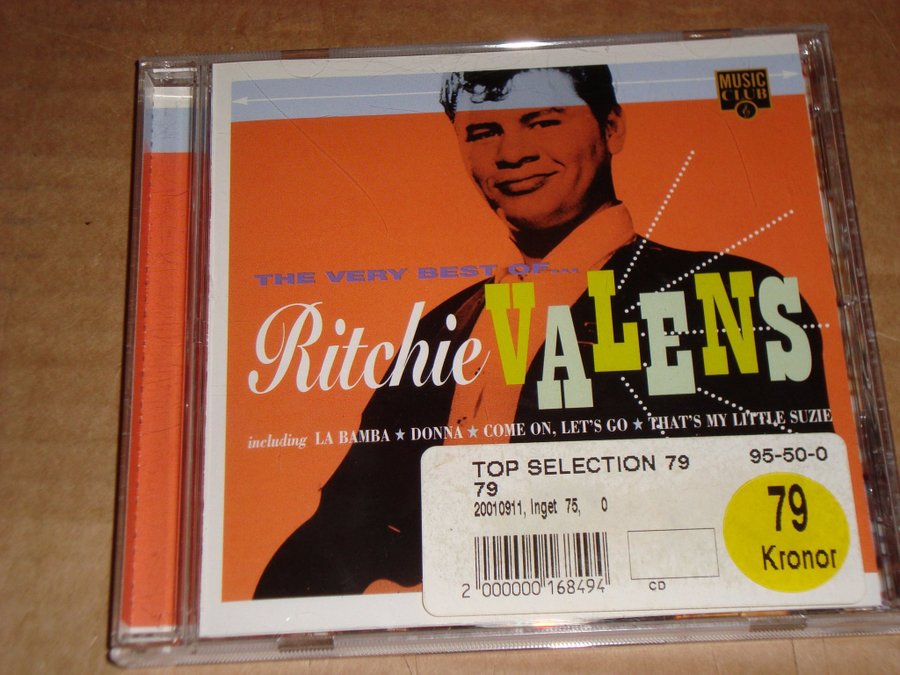 MUSIC
CLUB
THE VERY BEST OF...
Ritchie VALENS
including LA BAMBA ★ DONNA ★ COME ON, LET'S GO ★ THAT'S MY LITTLE SUZIE
TOP SELECTION 79 95-50-0
79
20010911, Inget 75, 0
79
Kronor
2 000000 168494
CD